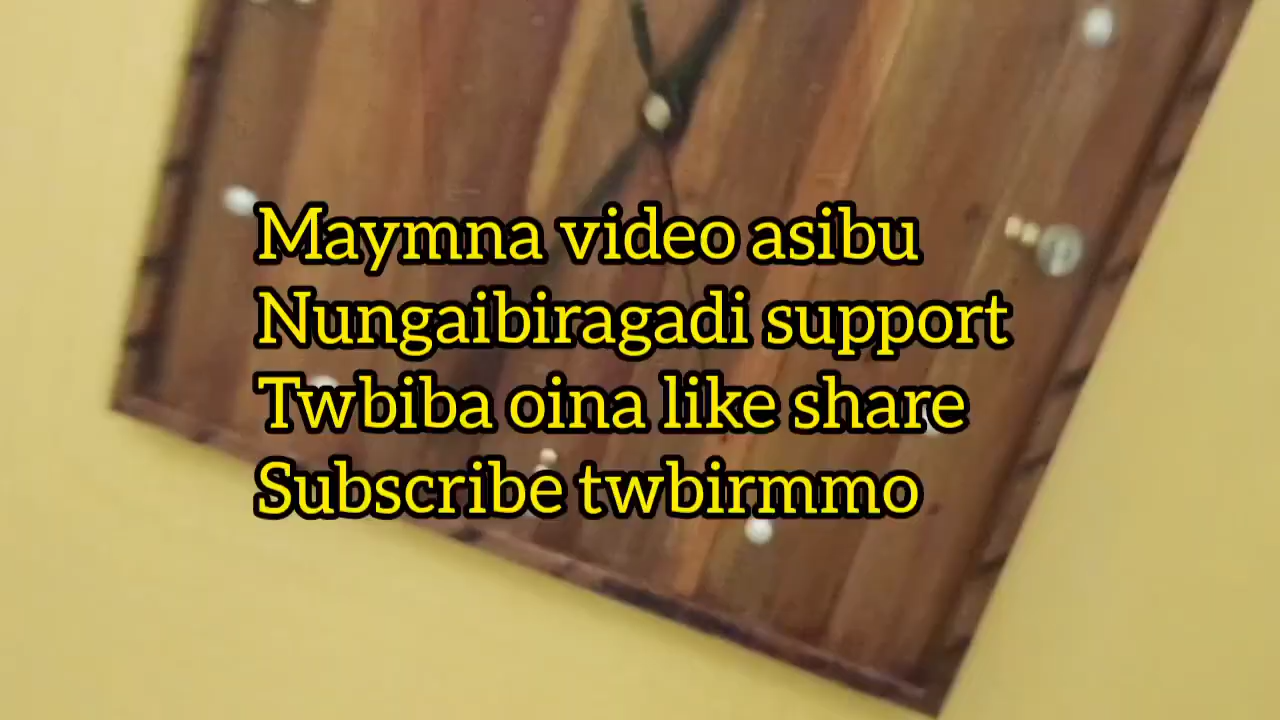 Maymna video asibu
Nungaibiragadi support
Twbiba oina like share
Subscribe twbirmmo